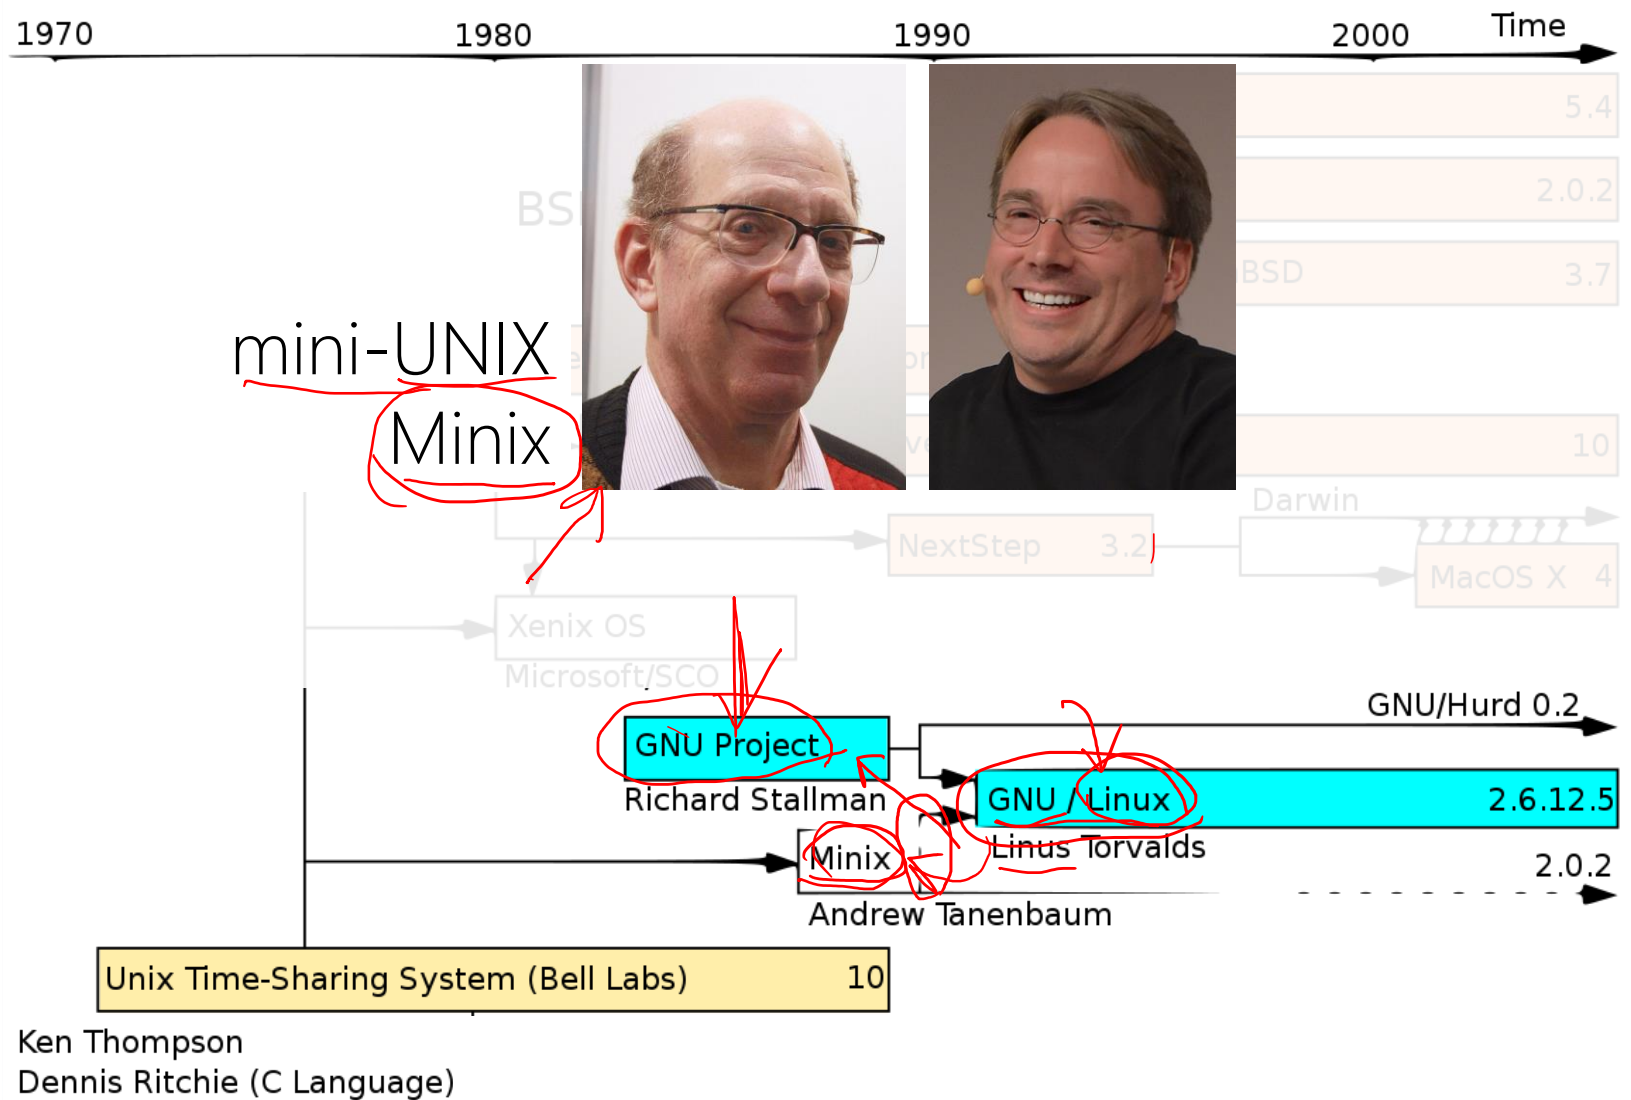 1970 1980 1990 2000 Time
5.4
BS 2.0.2
BSD 3.7
mini-UNIX
Minix 10
Darwin
NextStep 3.2
MacOS X 4
Xenix OS
Microsoft/SCO
GNU/Hurd 0.2
GNU Project
Richard Stallman GNU / Linux 2.6.12.5
Linus Torvalds
Minix 2.0.2
Andrew Tanenbaum
Unix Time-Sharing System (Bell Labs) 10
Ken Thompson
Dennis Ritchie (C Language)